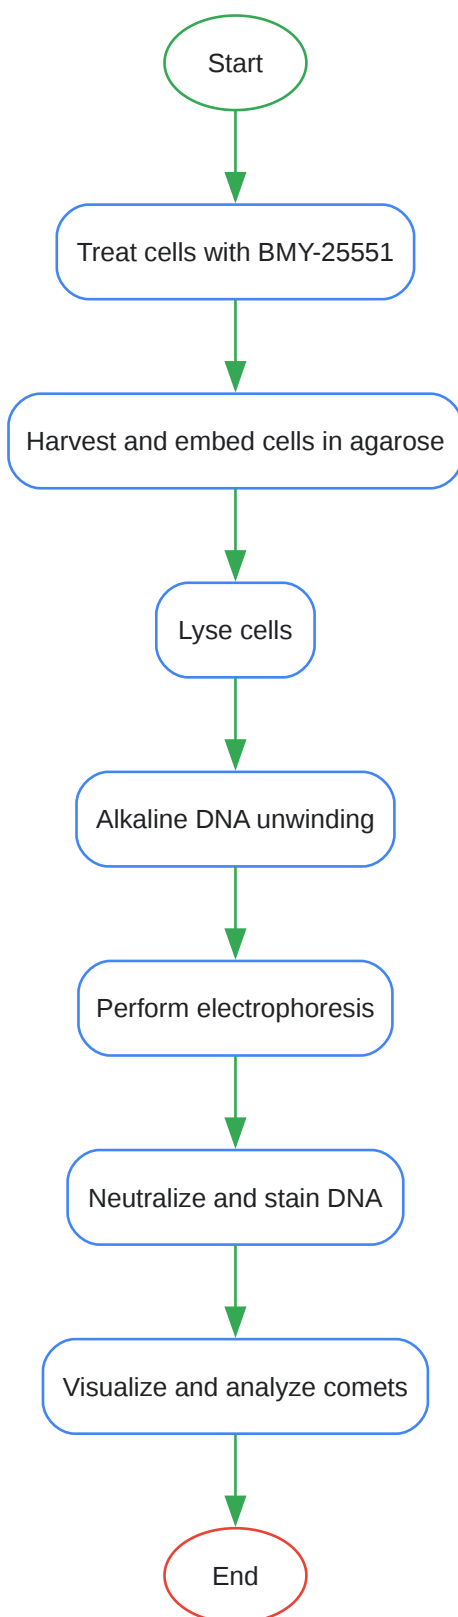 Start
Treat cells with BMY-25551
Harvest and embed cells in agarose
Lyse cells
Alkaline DNA unwinding
Perform electrophoresis
Neutralize and stain DNA
Visualize and analyze comets
End